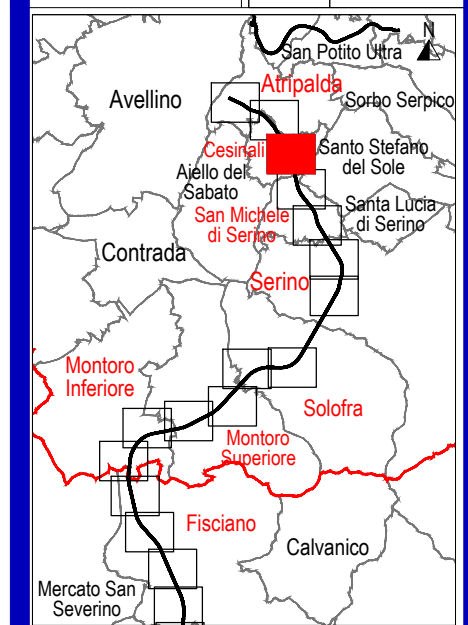 N
San Potito Ultra
Atripalda
Avellino
Sorbo Serpico
Cesinali
Santo Stefano
del Sole
Aiello del
Sabato
Santa Lucia
di Serino
San Michele
di Serino
Contrada
Serino
Montoro
Inferiore
Solofra
Montoro
Superiore
Fisciano
Calvanico
Mercato San
Severino